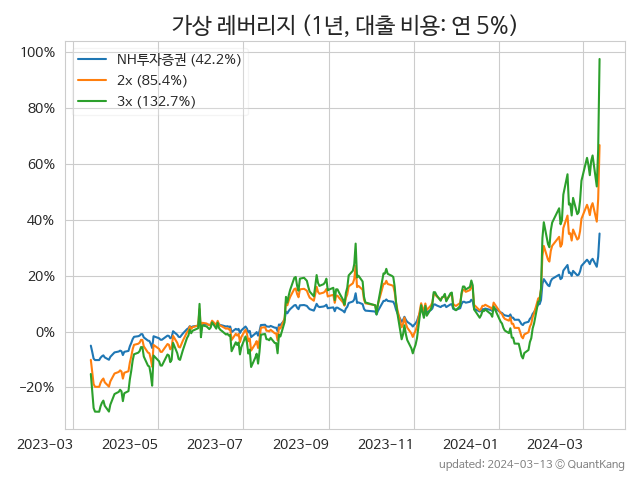 가상 레버리지 (1년, 대출 비용: 연 5%)
NH투자증권 (42.2%)
2x (85.4%)
3x (132.7%)
100%
80%
60%
40%
20%
0%
−20%
2023-03
2023-05
2023-07
2023-09
2023-11
2024-01
2024-03
updated: 2024-03-13 ⓒ QuantKang